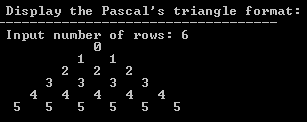 Display the Pascal's triangle format:
-----------------------------------
Input number of rows: 6
0
1 1
2 2 2
3 3 3 3
4 4 4 4 4
5 5 5 5 5 5